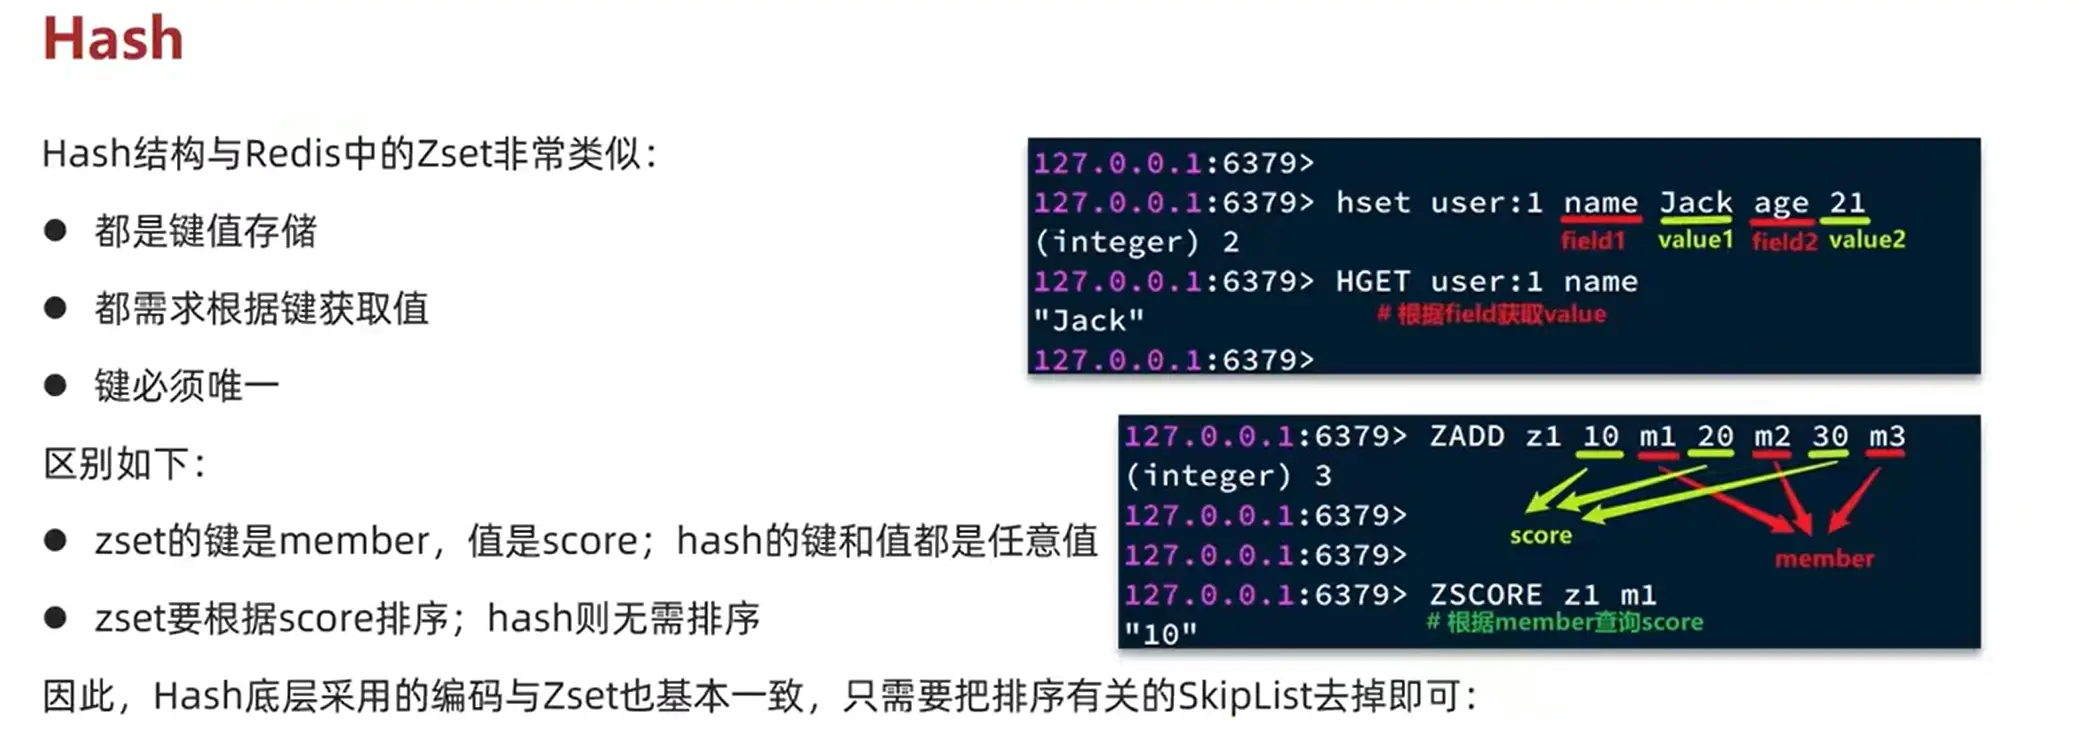 Hash
Hash结构与Redis中的Zset非常类似：
● 都是键值存储
● 都需求根据键获取值
● 键必须唯一
区别如下：
● zset的键是member，值是score；hash的键和值都是任意值
● zset要根据score排序；hash则无需排序
因此，Hash底层采用的编码与Zset也基本一致，只需要把排序有关的SkipList去掉即可：
127.0.0.1:6379>
127.0.0.1:6379> hset user:1 name Jack age 21
field1 value1 field2 value2
(integer) 2
127.0.0.1:6379> HGET user:1 name
# 根据field获取value
"Jack"
127.0.0.1:6379>
127.0.0.1:6379> ZADD z1 10 m1 20 m2 30 m3
(integer) 3
127.0.0.1:6379>
score
127.0.0.1:6379>
member
127.0.0.1:6379> ZSCORE z1 m1
# 根据member查询score
"10"